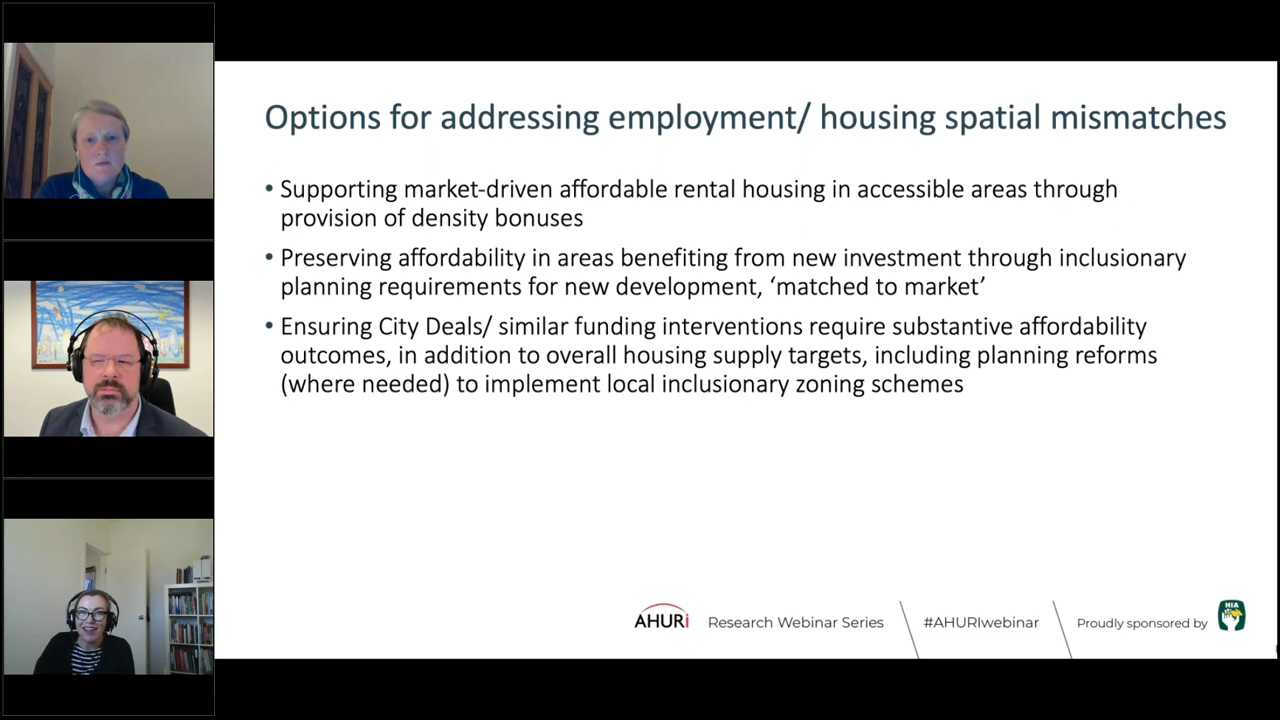 Options for addressing employment/ housing spatial mismatches
• Supporting market-driven affordable rental housing in accessible areas through
provision of density bonuses
• Preserving affordability in areas benefiting from new investment through inclusionary
planning requirements for new development, ‘matched to market’
• Ensuring City Deals/ similar funding interventions require substantive affordability
outcomes, in addition to overall housing supply targets, including planning reforms
(where needed) to implement local inclusionary zoning schemes
AHURi Research Webinar Series #AHURIwebinar Proudly sponsored by HIA